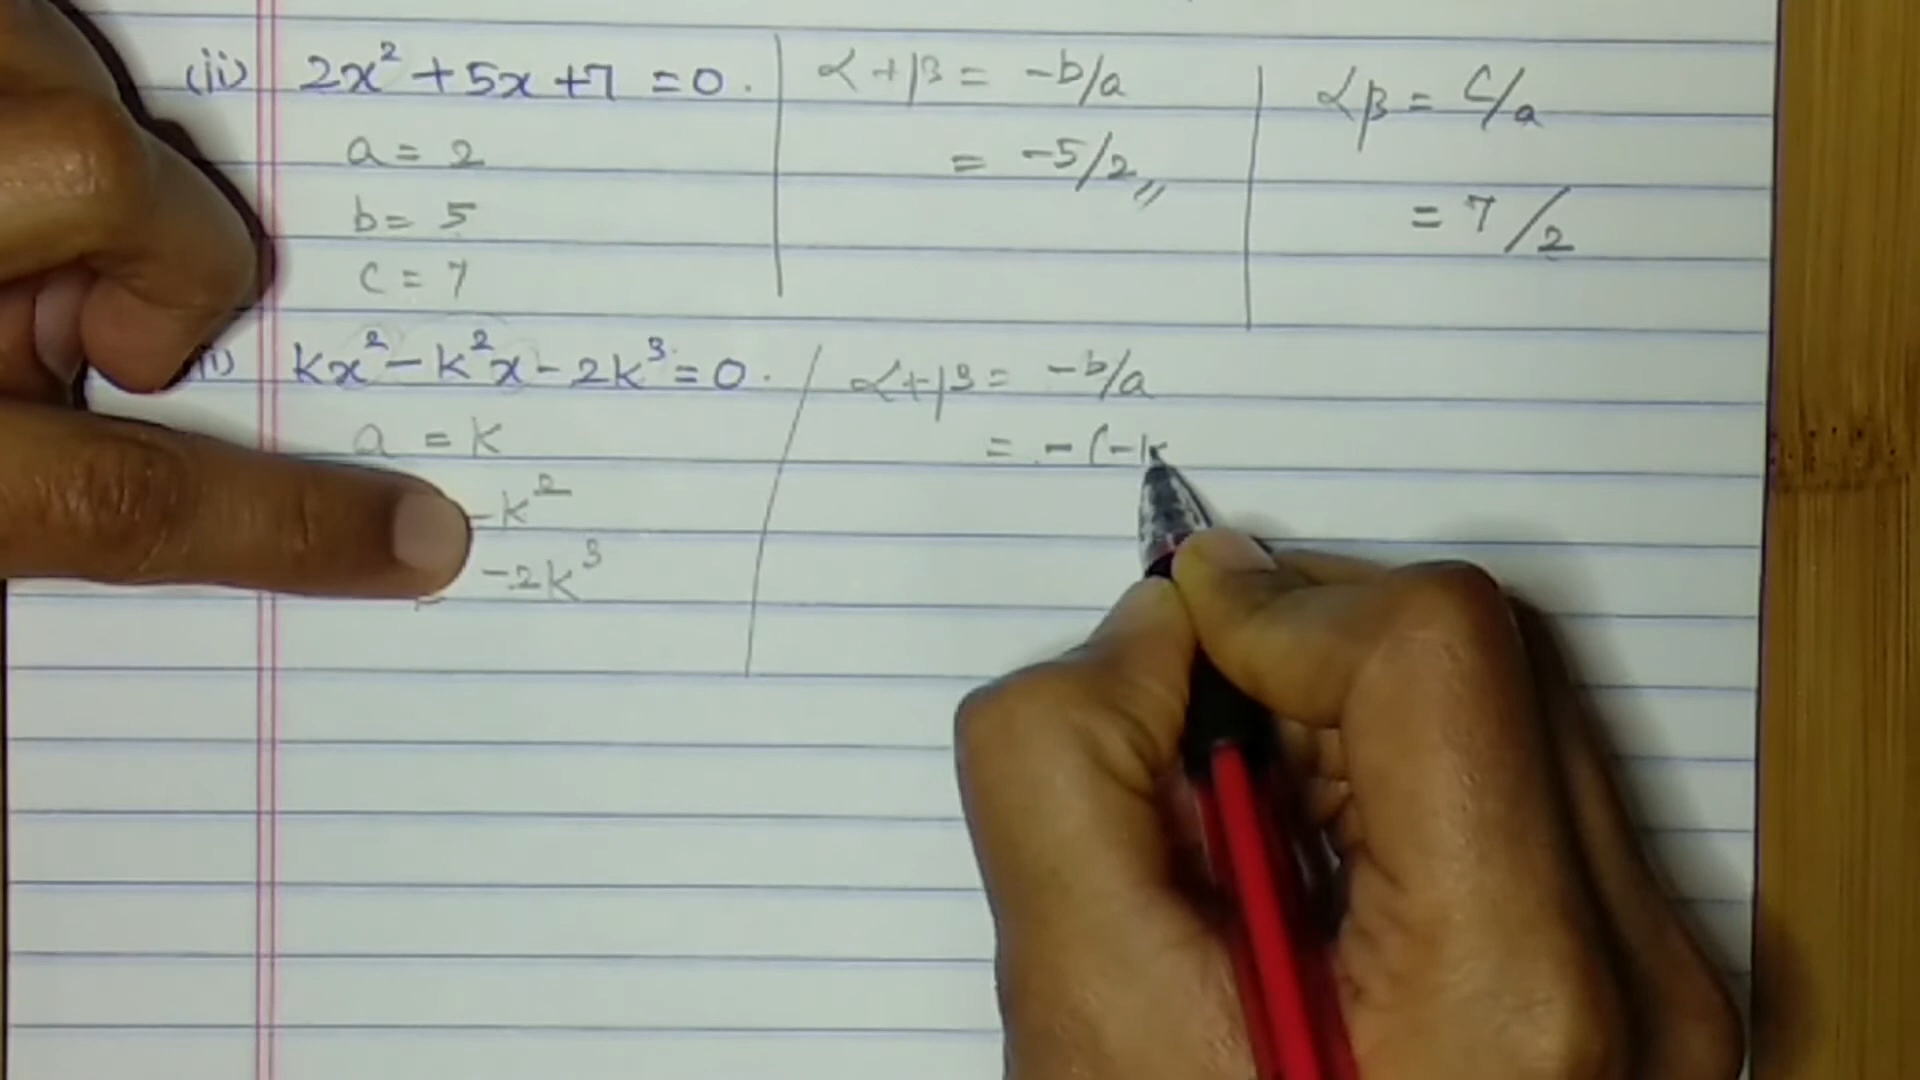 (ii) 2x² + 5x + 7 = 0.
a = 2
b = 5
c = 7
α + β = -b/a
= -5/2,,
αβ = c/a
= 7/2
kx² - k²x - 2k³ = 0.
a = k
-k²
-2k³
α + β = -b/a
= -(-k